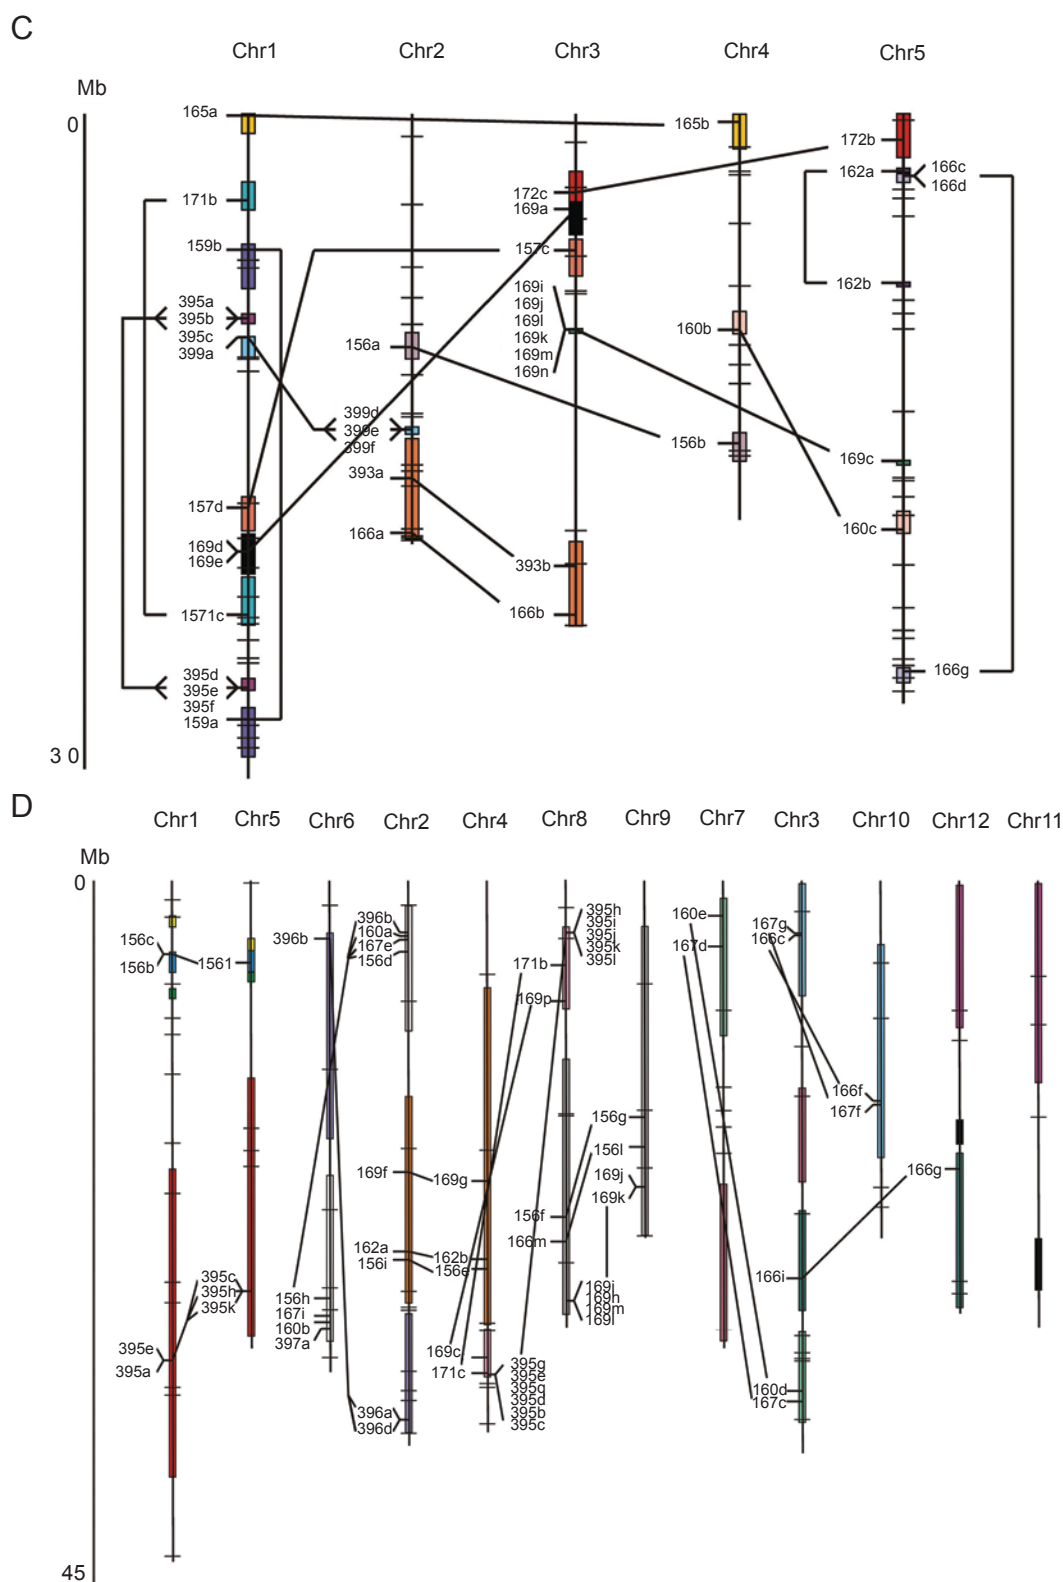 C
Chr1 Chr2 Chr3 Chr4 Chr5
Mb
0
165a
165b
172b
171b
162a
166c
166d
172c
169a
159b
157c
162b
169i
169j
169l
169k
169m
169n
395a
395b
395c
399a
156a
160b
399d
399e
399f
156b
169c
393a
157d
166a
160c
169d
169e
393b
1571c
166b
395d
395e
395f
159a
166g
3 0
D
Chr1 Chr5 Chr6 Chr2 Chr4 Chr8 Chr9 Chr7 Chr3 Chr10 Chr12 Chr11
Mb
0
156c
156b
1561
396b
396b
160a
167e
156d
395h
395i
395j
395k
395l
171b
169p
160e
167d
167g
166c
166f
167f
156g
156l
169j
169k
166g
169f
169g
156f
166m
162a
156i
162b
156e
166i
395c
395h
395k
156h
167i
160b
397a
169i
169h
169m
169l
395e
395a
169c
171c
395g
395e
395q
395d
395b
395c
160d
167c
396a
396d
45